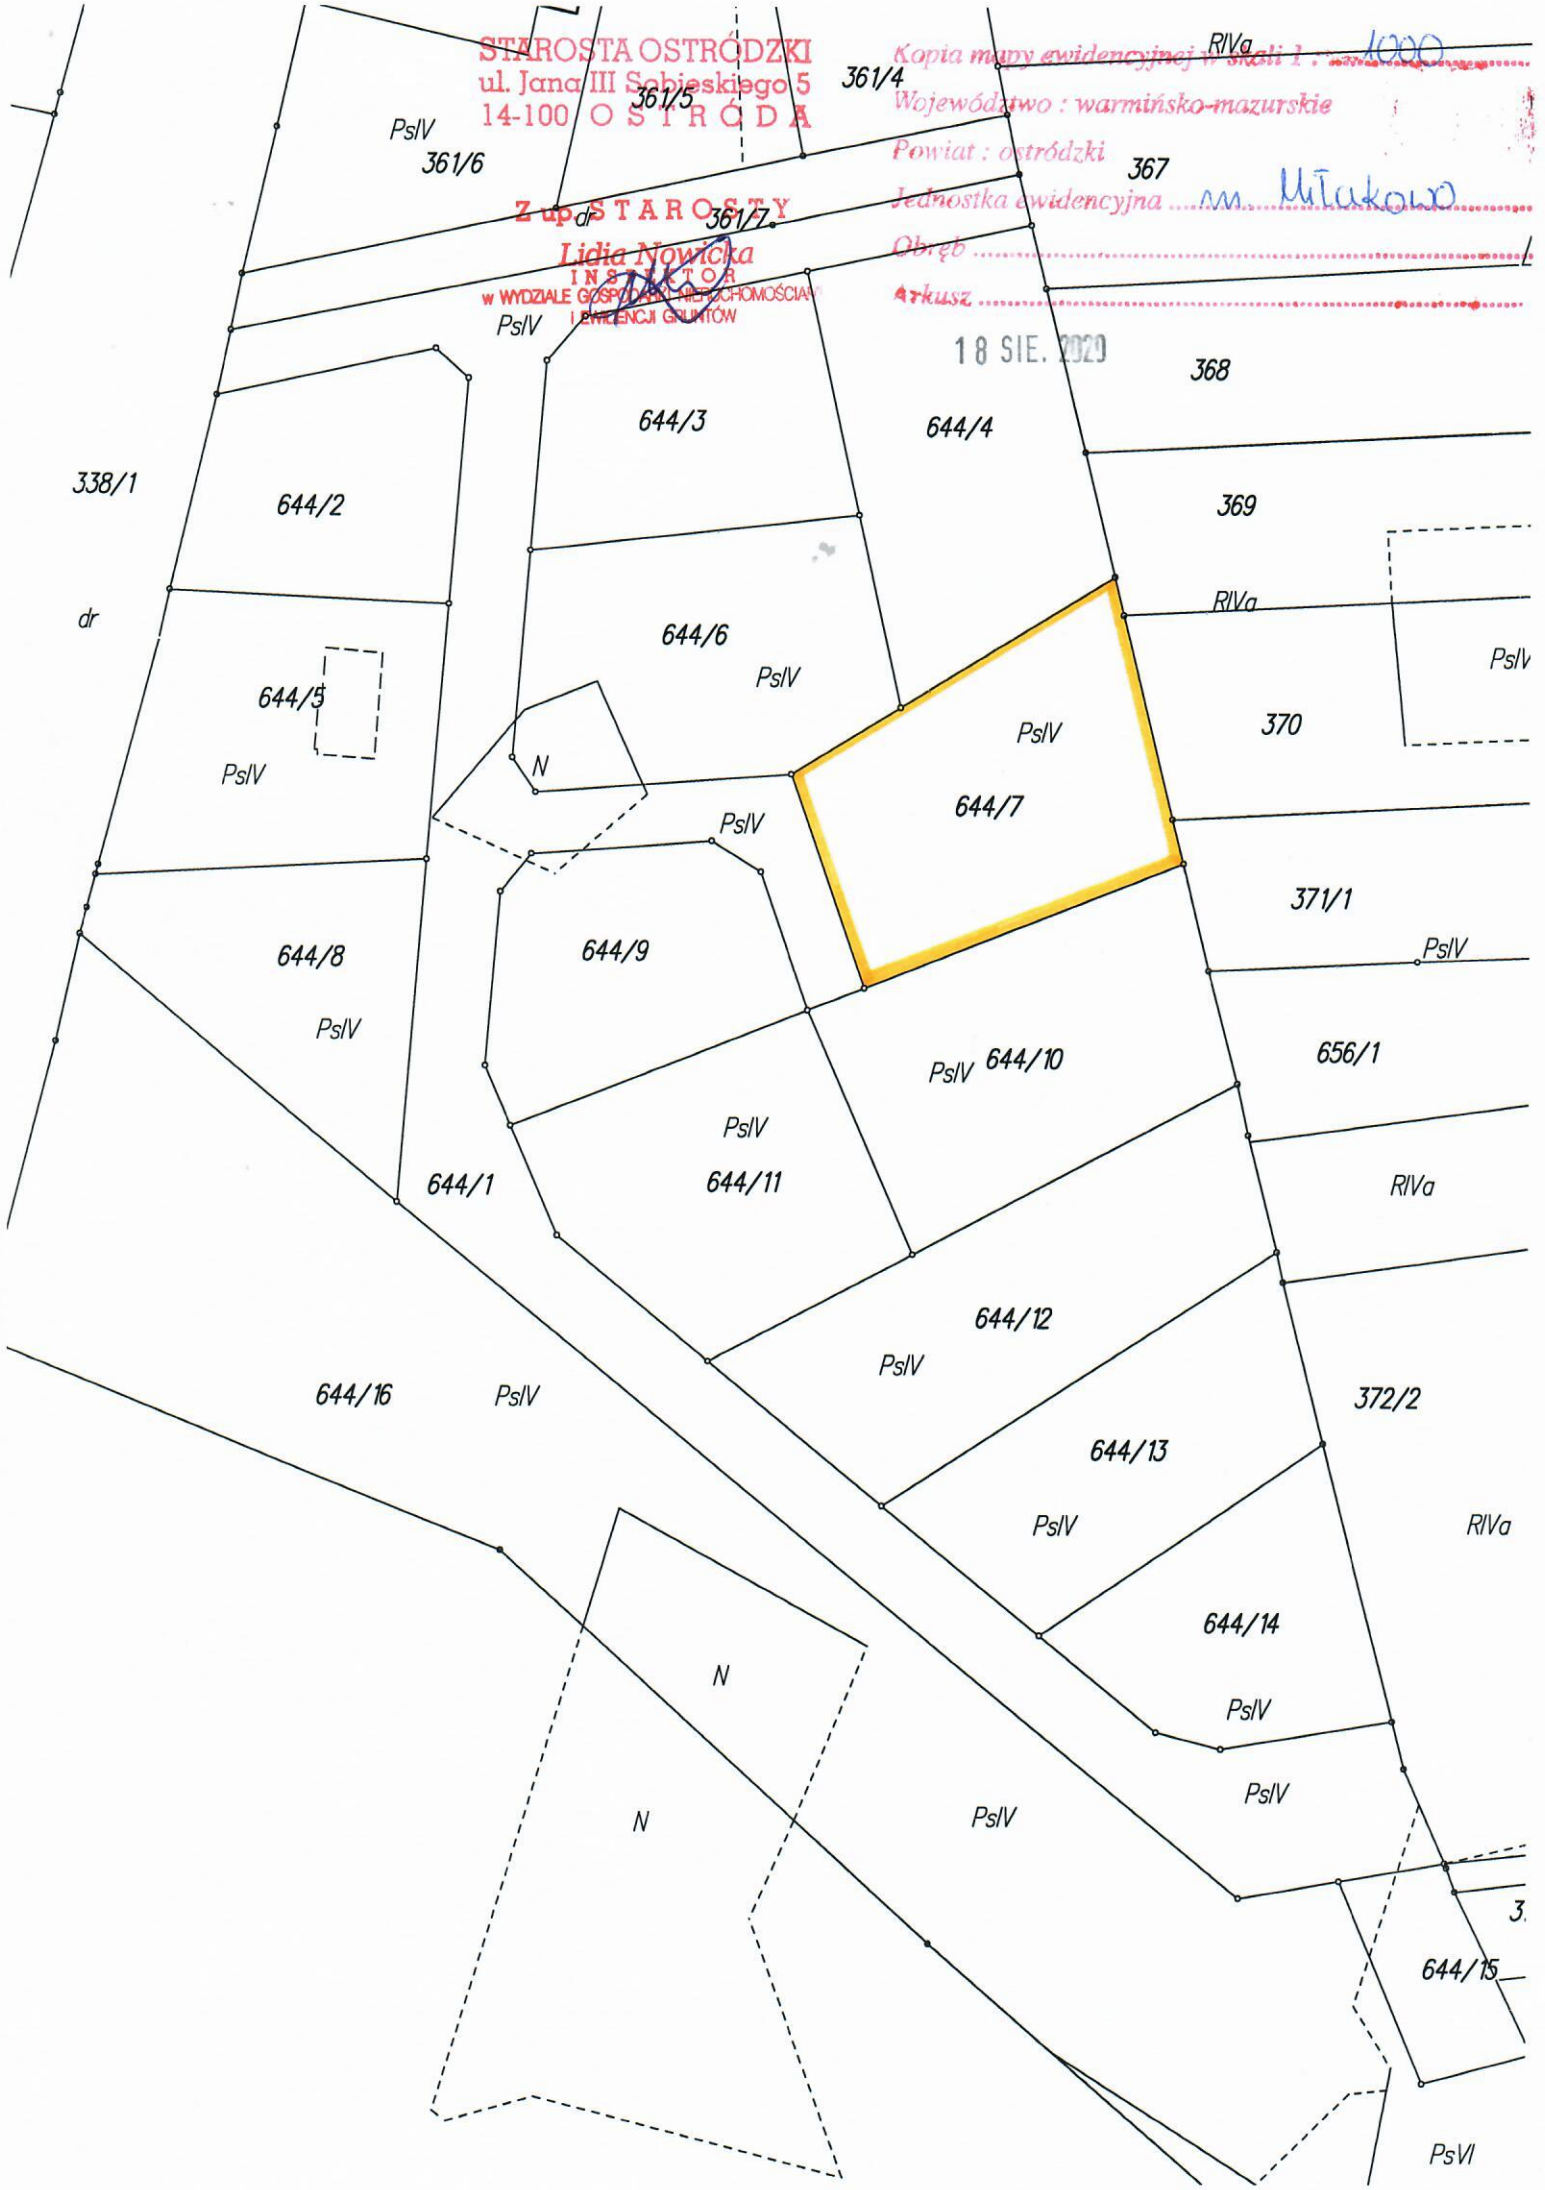 STAROSTA OSTRÓDZKI
ul. Jana III Sobieskiego 5
14-100 O S T R Ó D A
Kopia mapy ewidencyjnej w skali 1 : 1000
Województwo : warmińsko-mazurskie
Powiat : ostródzki
Jednostka ewidencyjna m. Miłakowo
Obręb
Arkusz
Z up. STAROSTY
Lidia Nowicka
INSPEKTOR
w WYDZIALE GOSPODARKI NIERUCHOMOŚCIAMI
I EWIDENCJI GRUNTÓW
18 SIE. 2020
RIVa
361/5
361/4
PsIV
361/6
367
dr
361/7
PsIV
368
644/3
644/4
338/1
644/2
369
dr
RIVa
644/6
PsIV
PsIV
644/5
PsIV
370
N
PsIV
644/7
PsIV
371/1
PsIV
644/8
644/9
PsIV
PsIV
644/10
656/1
PsIV
644/1
644/11
RIVa
644/12
PsIV
644/16
PsIV
372/2
644/13
PsIV
RIVa
644/14
N
PsIV
PsIV
N
PsIV
3
644/15
PsVI